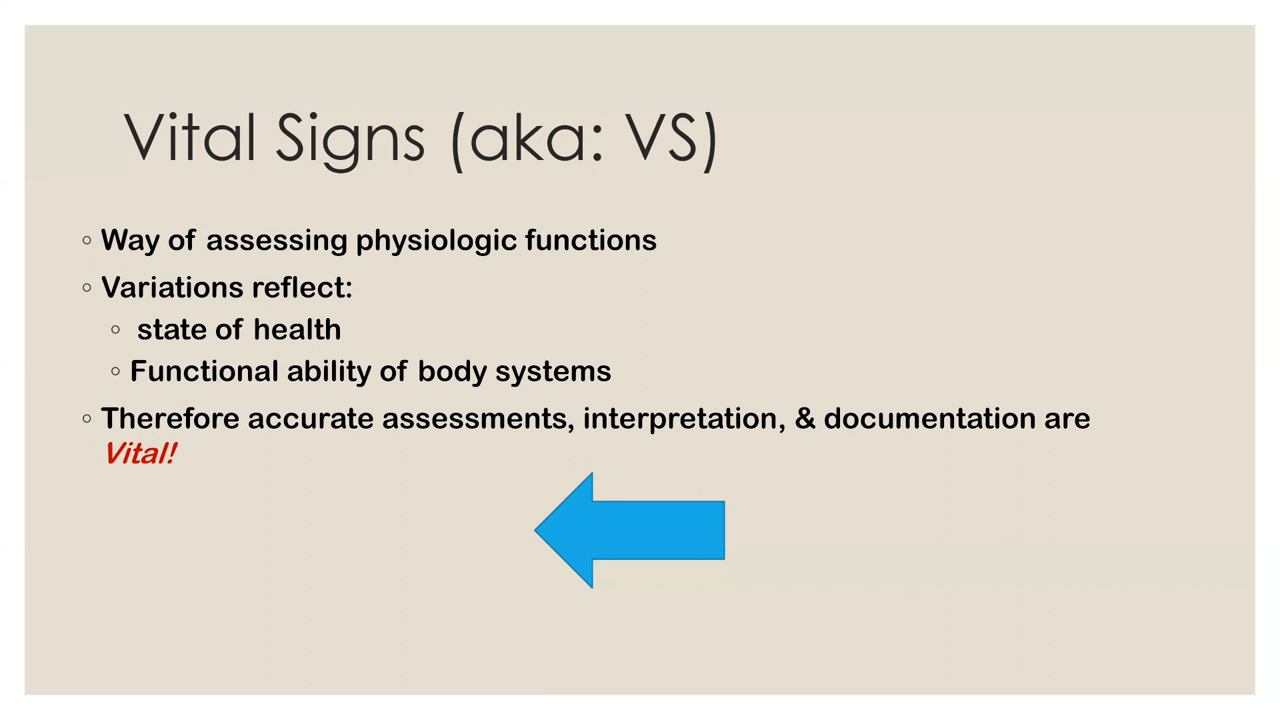 Vital Signs (aka: VS)
◦ Way of assessing physiologic functions
◦ Variations reflect:
◦ state of health
◦ Functional ability of body systems
◦ Therefore accurate assessments, interpretation, & documentation are
Vital!